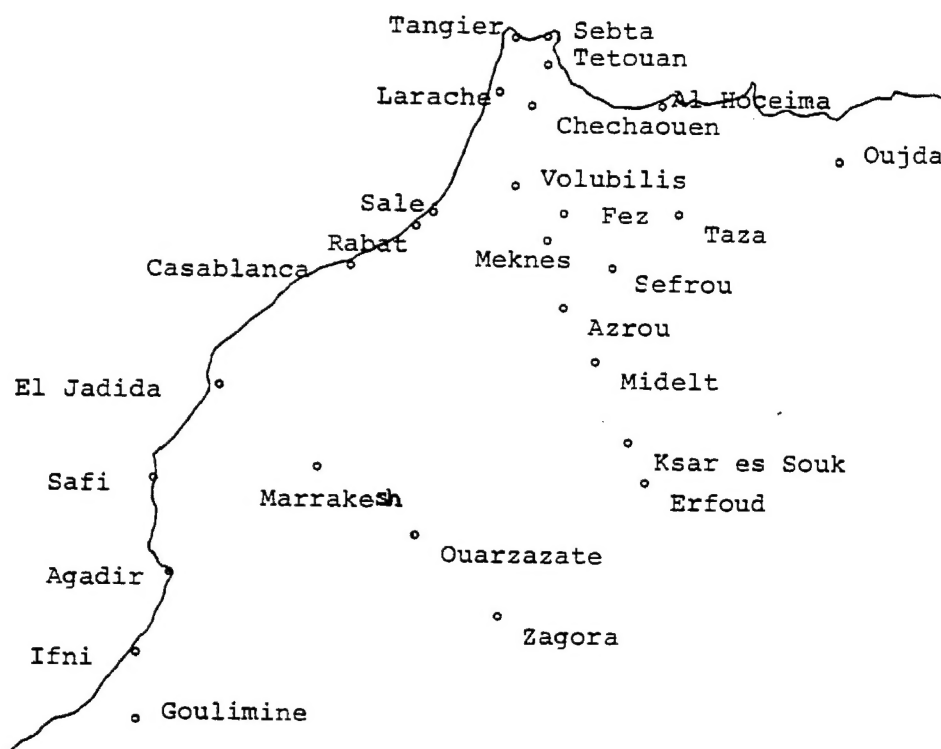 Tangier
Sebta
Tetouan
Larache
Al Hoceima
Chechaouen
Oujda
Volubilis
Sale
Fez
Taza
Rabat
Meknes
Casablanca
Sefrou
Azrou
Midelt
El Jadida
Ksar es Souk
Safi
Marrakesh
Erfoud
Ouarzazate
Agadir
Zagora
Ifni
Goulimine